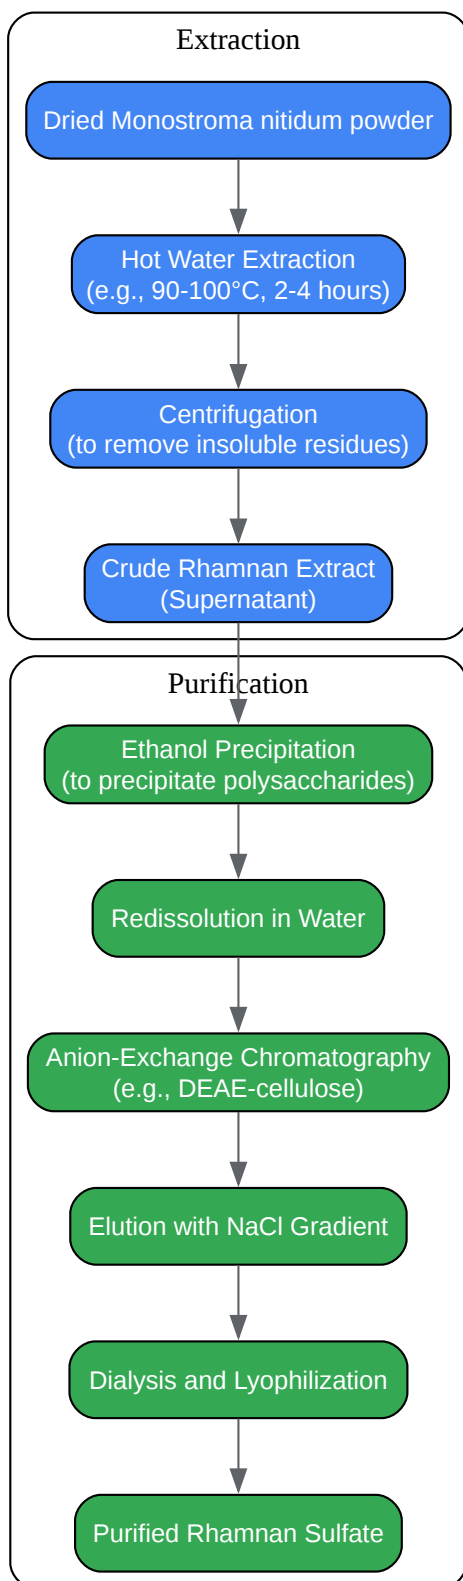 Extraction
Dried Monostroma nitidum powder
Hot Water Extraction
(e.g., 90-100°C, 2-4 hours)
Centrifugation
(to remove insoluble residues)
Crude Rhamnan Extract
(Supernatant)
Purification
Ethanol Precipitation
(to precipitate polysaccharides)
Redissolution in Water
Anion-Exchange Chromatography
(e.g., DEAE-cellulose)
Elution with NaCl Gradient
Dialysis and Lyophilization
Purified Rhamnan Sulfate